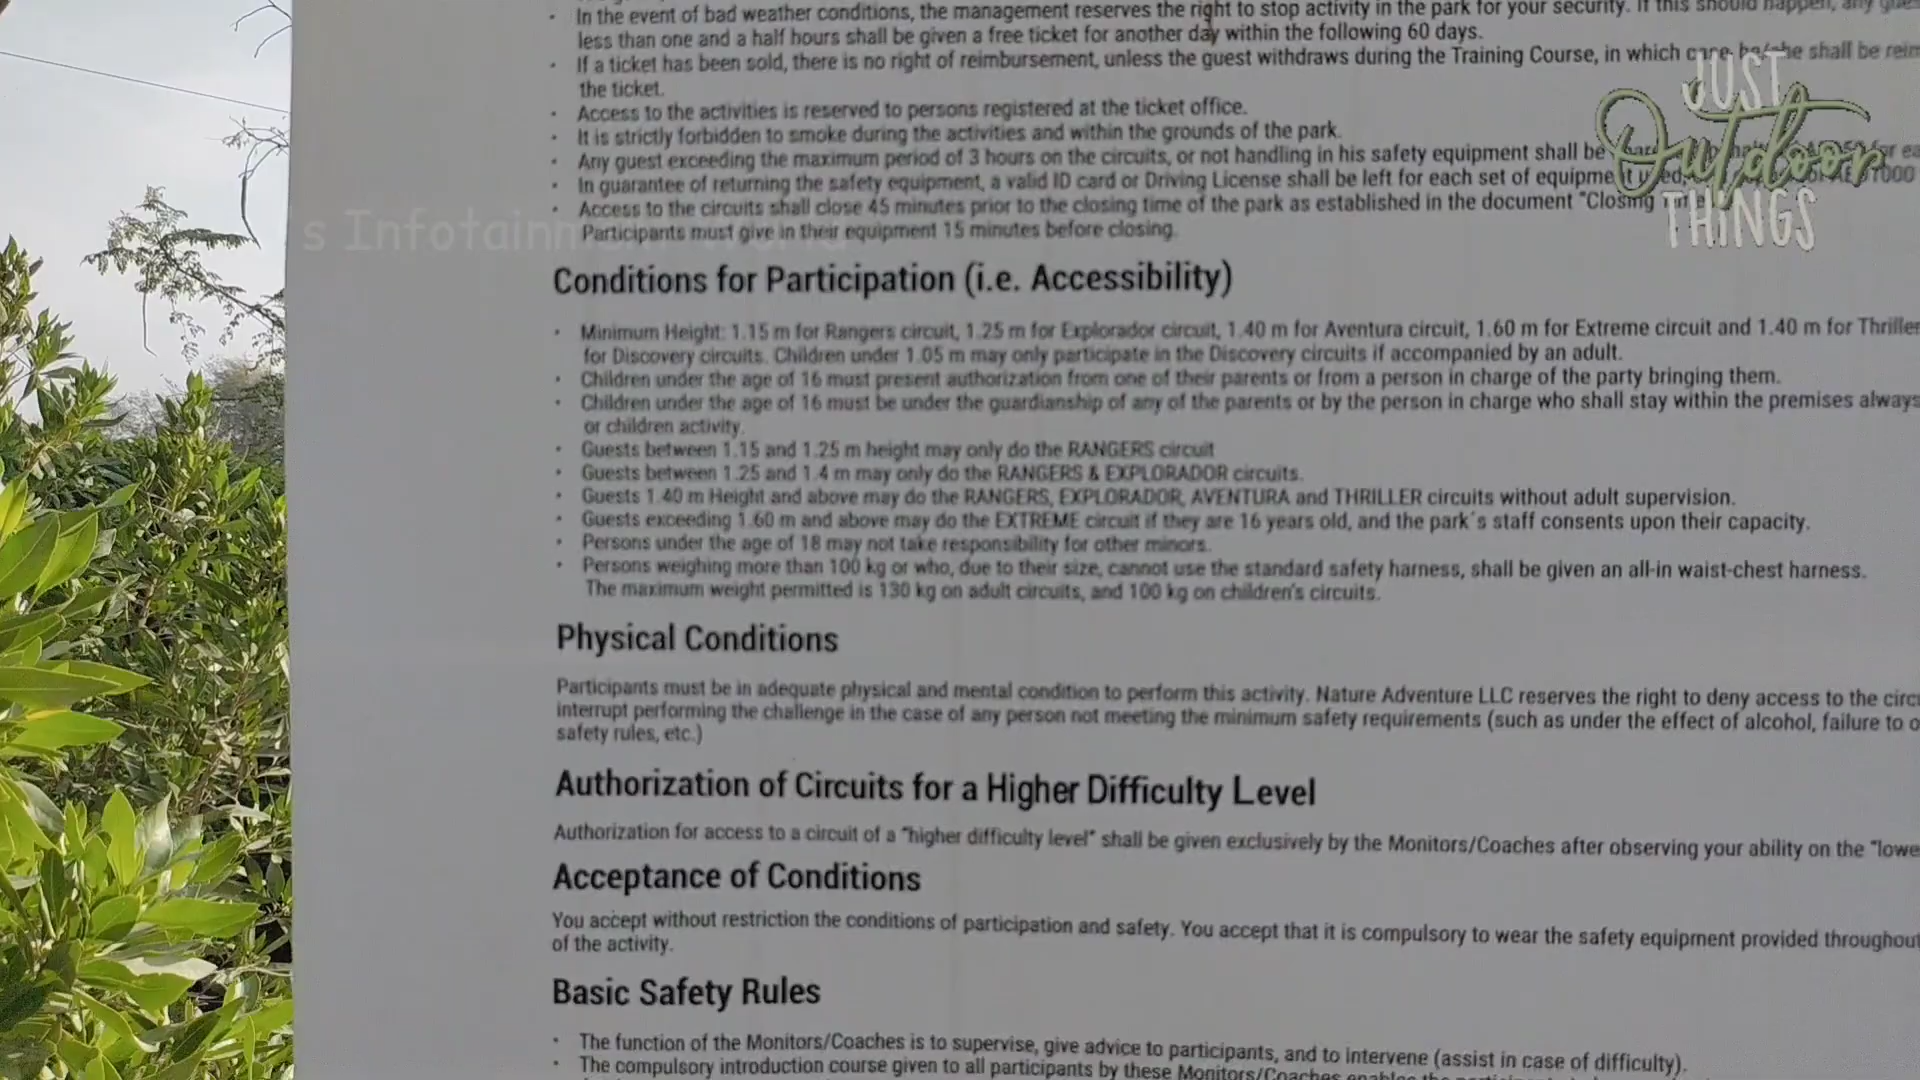 In the event of bad weather conditions, the management reserves the right to stop activity in the park for your security. If this should happen, any
less than one and a half hours shall be given a free ticket for another day within the following 60 days.
If a ticket has been sold, there is no right of reimbursement, unless the guest withdraws during the Training Course, in which case he/she shall be
the ticket.
Access to the activities is reserved to persons registered at the ticket office.
It is strictly forbidden to smoke during the activities and within the grounds of the park.
Any guest exceeding the maximum period of 3 hours on the circuits, or not handling in his safety equipment shall be
In guarantee of returning the safety equipment, a valid ID card or Driving License shall be left for each set of equipment used,
Access to the circuits shall close 45 minutes prior to the closing time of the park as established in the document "Closing Time"
Participants must give in their equipment 15 minutes before closing.
JUST
Outdoor
THINGS
Conditions for Participation (i.e. Accessibility)
Minimum Height: 1.15 m for Rangers circuit, 1.25 m for Explorador circuit, 1.40 m for Aventura circuit, 1.60 m for Extreme circuit and 1.40 m for Thriller
for Discovery circuits. Children under 1.05 m may only participate in the Discovery circuits if accompanied by an adult.
Children under the age of 16 must present authorization from one of their parents or from a person in charge of the party bringing them.
Children under the age of 16 must be under the guardianship of any of the parents or by the person in charge who shall stay within the premises always
or children activity.
Guests between 1.15 and 1.25 m height may only do the RANGERS circuit
Guests between 1.25 and 1.4 m may only do the RANGERS & EXPLORADOR circuits.
Guests 1.40 m Height and above may do the RANGERS, EXPLORADOR, AVENTURA and THRILLER circuits without adult supervision.
Guests exceeding 1.60 m and above may do the EXTREME circuit if they are 16 years old, and the park´s staff consents upon their capacity.
Persons under the age of 18 may not take responsibility for other minors.
Persons weighing more than 100 kg or who, due to their size, cannot use the standard safety harness, shall be given an all-in waist-chest harness.
The maximum weight permitted is 130 kg on adult circuits, and 100 kg on children's circuits.
Physical Conditions
Participants must be in adequate physical and mental condition to perform this activity. Nature Adventure LLC reserves the right to deny access to the
interrupt performing the challenge in the case of any person not meeting the minimum safety requirements (such as under the effect of alcohol, failure to
safety rules, etc.)
Authorization of Circuits for a Higher Difficulty Level
Authorization for access to a circuit of a "higher difficulty level" shall be given exclusively by the Monitors/Coaches after observing your ability on the
Acceptance of Conditions
You accept without restriction the conditions of participation and safety. You accept that it is compulsory to wear the safety equipment provided throughout
of the activity.
Basic Safety Rules
The function of the Monitors/Coaches is to supervise, give advice to participants, and to intervene (assist in case of difficulty).
The compulsory introduction course given to all participants by these Monitors/Coaches